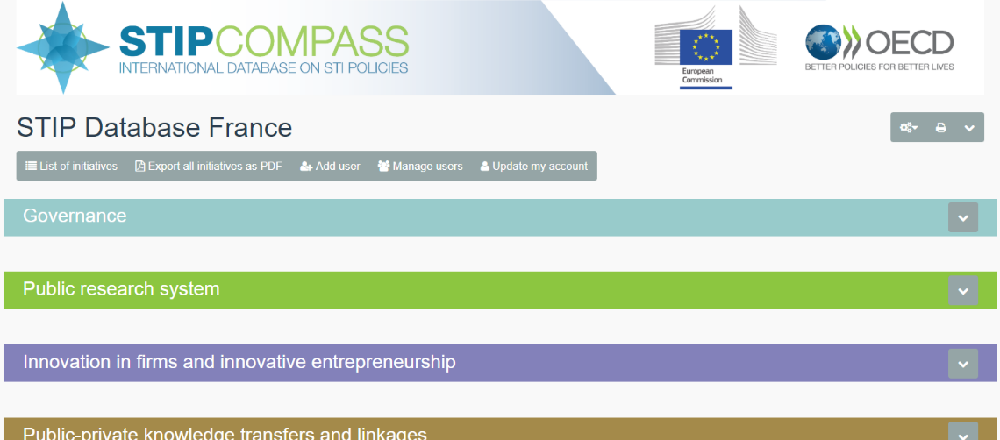 STIPCOMPASS
INTERNATIONAL DATABASE ON STI POLICIES
European
Commission
OECD
BETTER POLICIES FOR BETTER LIVES
STIP Database France
List of initiatives
Export all initiatives as PDF
Add user
Manage users
Update my account
Governance
Public research system
Innovation in firms and innovative entrepreneurship
Public-private knowledge transfers and linkages